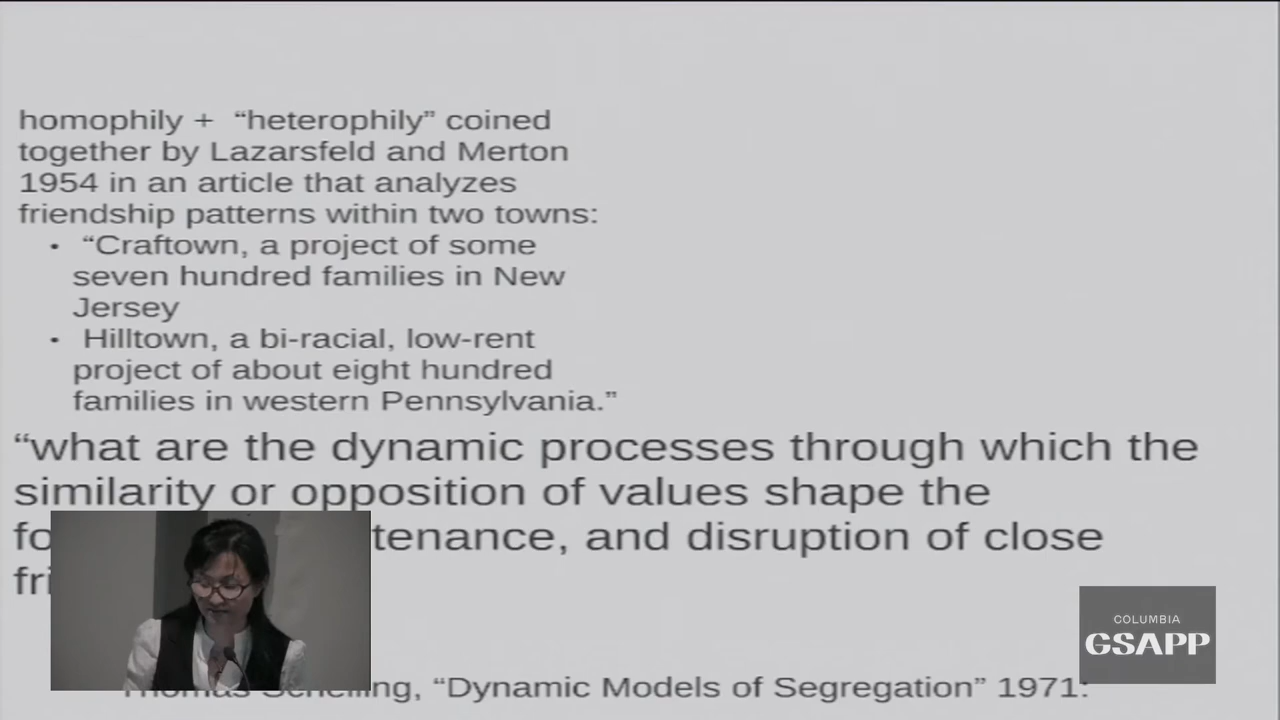 homophily + “heterophily” coined
together by Lazarsfeld and Merton
1954 in an article that analyzes
friendship patterns within two towns:
• “Craftown, a project of some
seven hundred families in New
Jersey
• Hilltown, a bi-racial, low-rent
project of about eight hundred
families in western Pennsylvania.”
“what are the dynamic processes through which the
similarity or opposition of values shape the
fo tenance, and disruption of close
fri
Thomas Schelling, “Dynamic Models of Segregation” 1971:
COLUMBIA
GSAPP